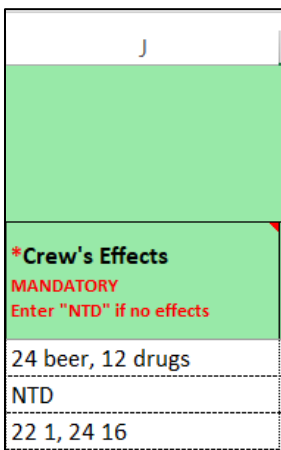 J
*Crew's Effects
MANDATORY
Enter "NTD" if no effects
24 beer, 12 drugs
NTD
22 1, 24 16